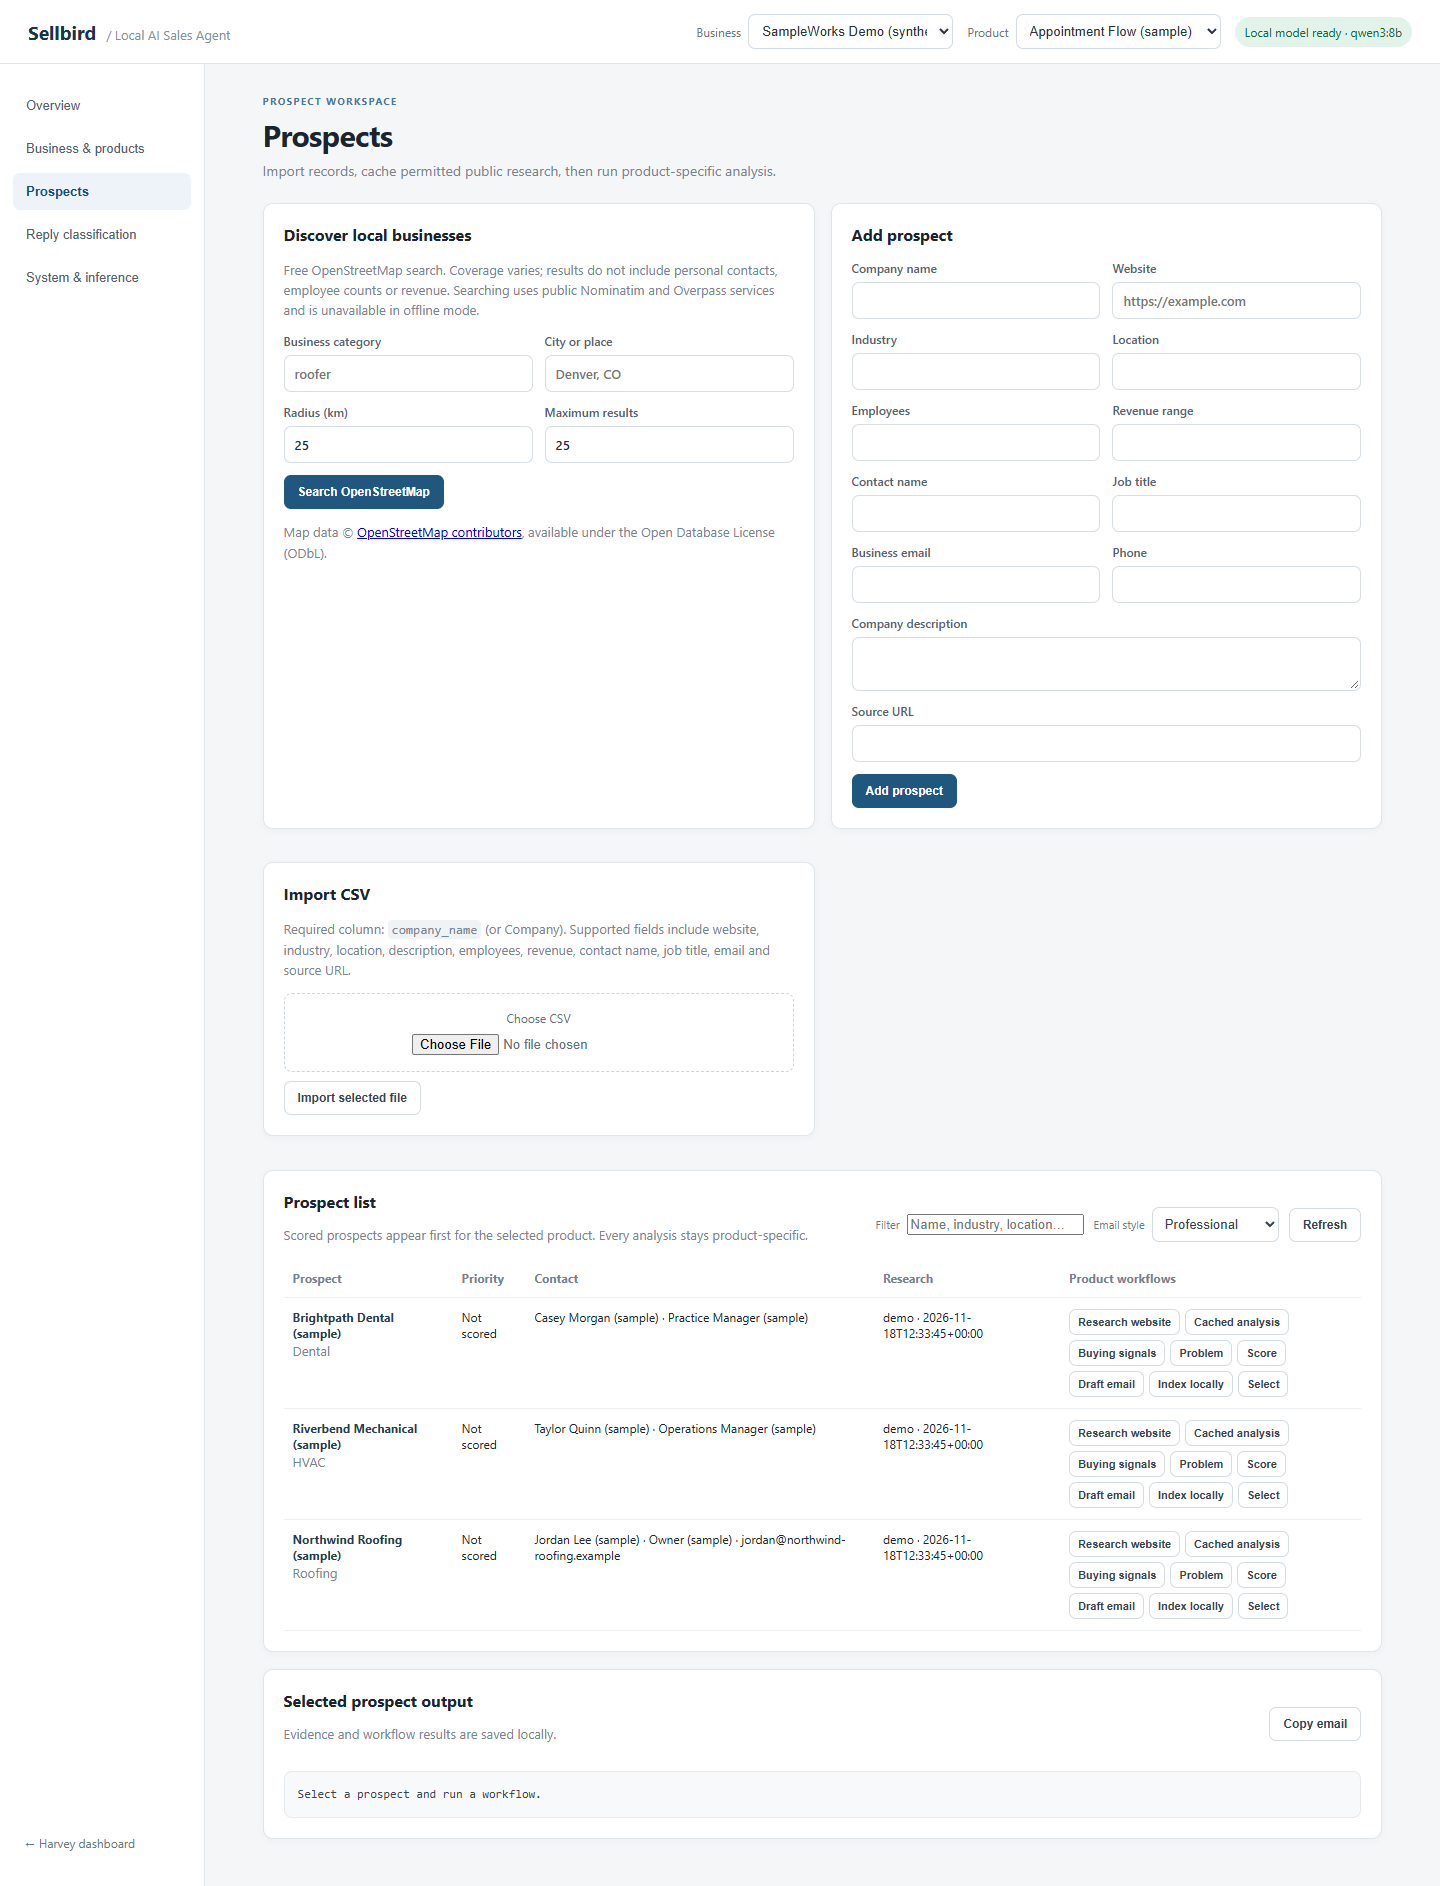 Sellbird / Local AI Sales Agent
Business SampleWorks Demo (synthe Product Appointment Flow (sample) Local model ready · qwen3:8b
Overview
Business & products
Prospects
Reply classification
System & inference
← Harvey dashboard
PROSPECT WORKSPACE
Prospects
Import records, cache permitted public research, then run product-specific analysis.
Discover local businesses
Free OpenStreetMap search. Coverage varies; results do not include personal contacts,
employee counts or revenue. Searching uses public Nominatim and Overpass services
and is unavailable in offline mode.
Business category City or place
roofer Denver, CO
Radius (km) Maximum results
25 25
Search OpenStreetMap
Map data © OpenStreetMap contributors, available under the Open Database License
(ODbL).
Add prospect
Company name Website
https://example.com
Industry Location
Employees Revenue range
Contact name Job title
Business email Phone
Company description
Source URL
Add prospect
Import CSV
Required column: company_name (or Company). Supported fields include website,
industry, location, description, employees, revenue, contact name, job title, email and
source URL.
Choose CSV
Choose File No file chosen
Import selected file
Prospect list
Scored prospects appear first for the selected product. Every analysis stays product-specific.
Filter Name, industry, location... Email style Professional Refresh
Prospect Priority Contact Research Product workflows
Brightpath Dental Not Casey Morgan (sample) · Practice Manager (sample) demo · 2026-11- Research website Cached analysis
(sample) scored 18T12:33:45+00:00
Dental Buying signals Problem Score
Draft email Index locally Select
Riverbend Mechanical Not Taylor Quinn (sample) · Operations Manager (sample) demo · 2026-11- Research website Cached analysis
(sample) scored 18T12:33:45+00:00
HVAC Buying signals Problem Score
Draft email Index locally Select
Northwind Roofing Not Jordan Lee (sample) · Owner (sample) · jordan@northwind- demo · 2026-11- Research website Cached analysis
(sample) scored roofing.example 18T12:33:45+00:00
Roofing Buying signals Problem Score
Draft email Index locally Select
Selected prospect output
Evidence and workflow results are saved locally.
Copy email
Select a prospect and run a workflow.